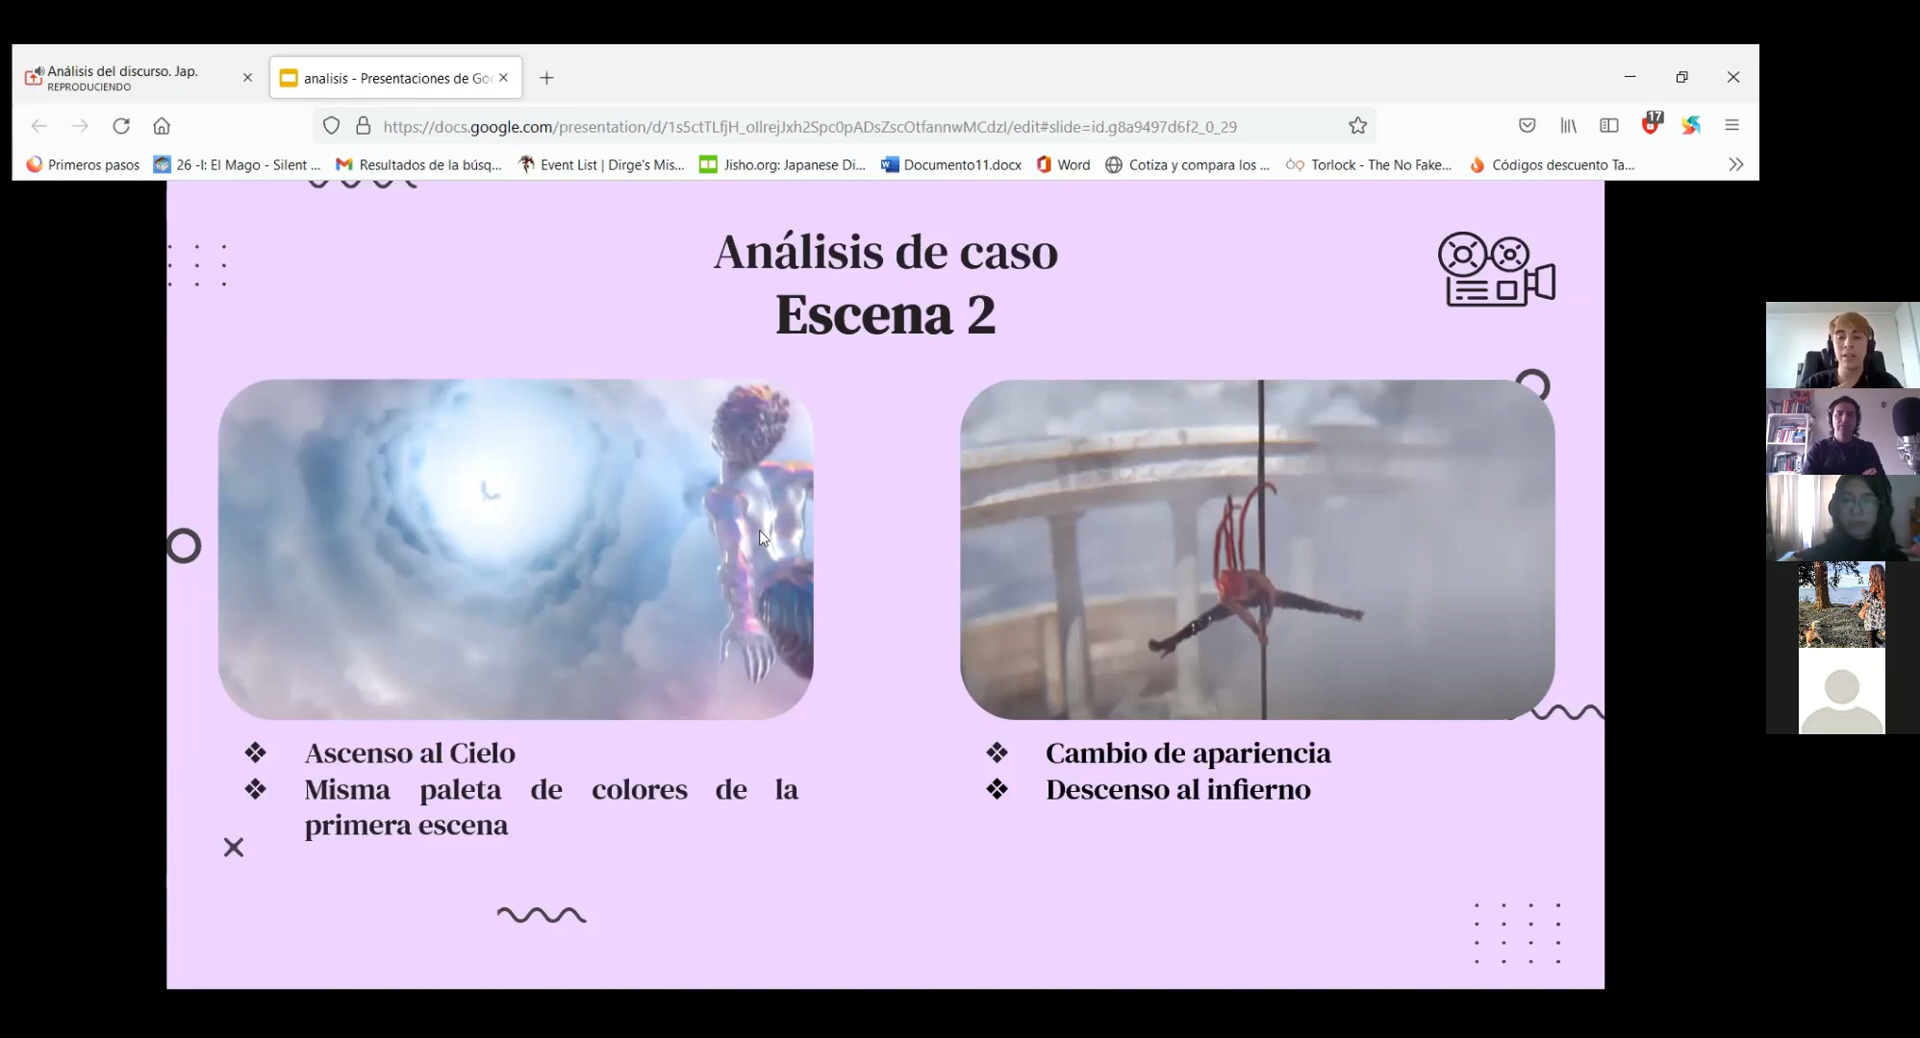 Análisis del discurso. Jap.
REPRODUCIENDO
analisis - Presentaciones de Goo
https://docs.google.com/presentation/d/1s5ctTLfjH_oIlrejJxh2Spc0pADsZscOtfannwMCdzI/edit#slide=id.g8a9497d6f2_0_29
17
Primeros pasos
26 -I: El Mago - Silent ...
Resultados de la búsq...
Event List | Dirge's Mis...
Jisho.org: Japanese Di...
Documento11.docx
Word
Cotiza y compara los ...
Torlock - The No Fake...
Códigos descuento Ta...
Análisis de caso
Escena 2
❖ Ascenso al Cielo
❖ Misma paleta de colores de la
primera escena
❖ Cambio de apariencia
❖ Descenso al infierno